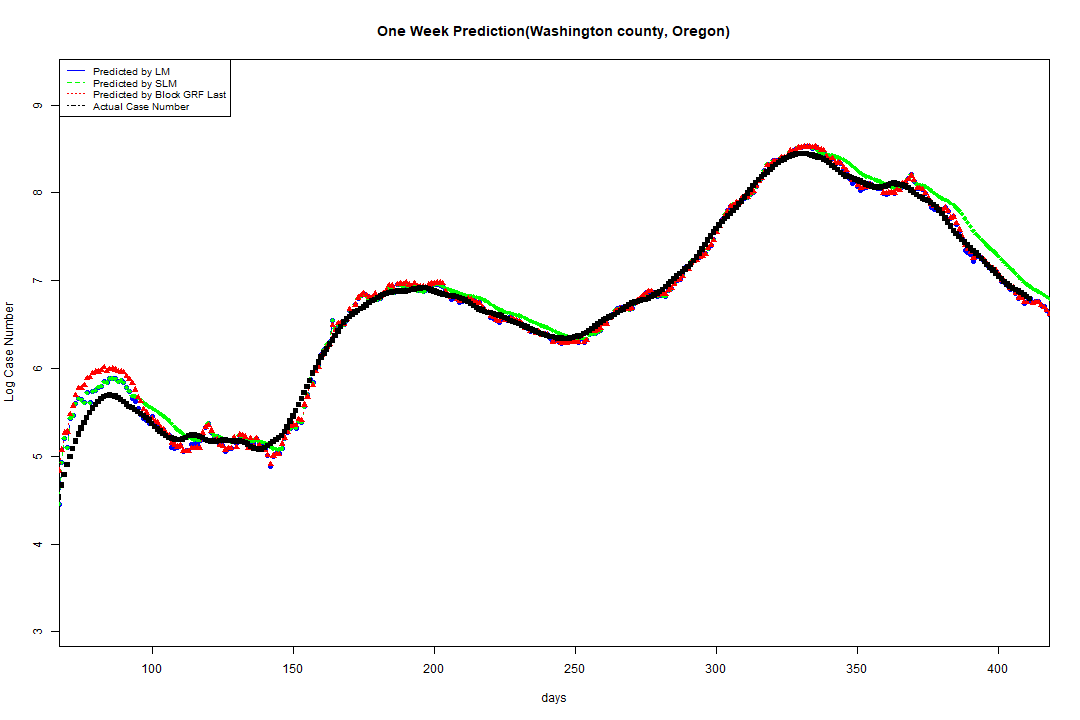 One Week Prediction(Washington county, Oregon)
Predicted by LM
Predicted by SLM
Predicted by Block GRF Last
Actual Case Number
9
8
7
6
5
4
3
Log Case Number
100 150 200 250 300 350 400
days